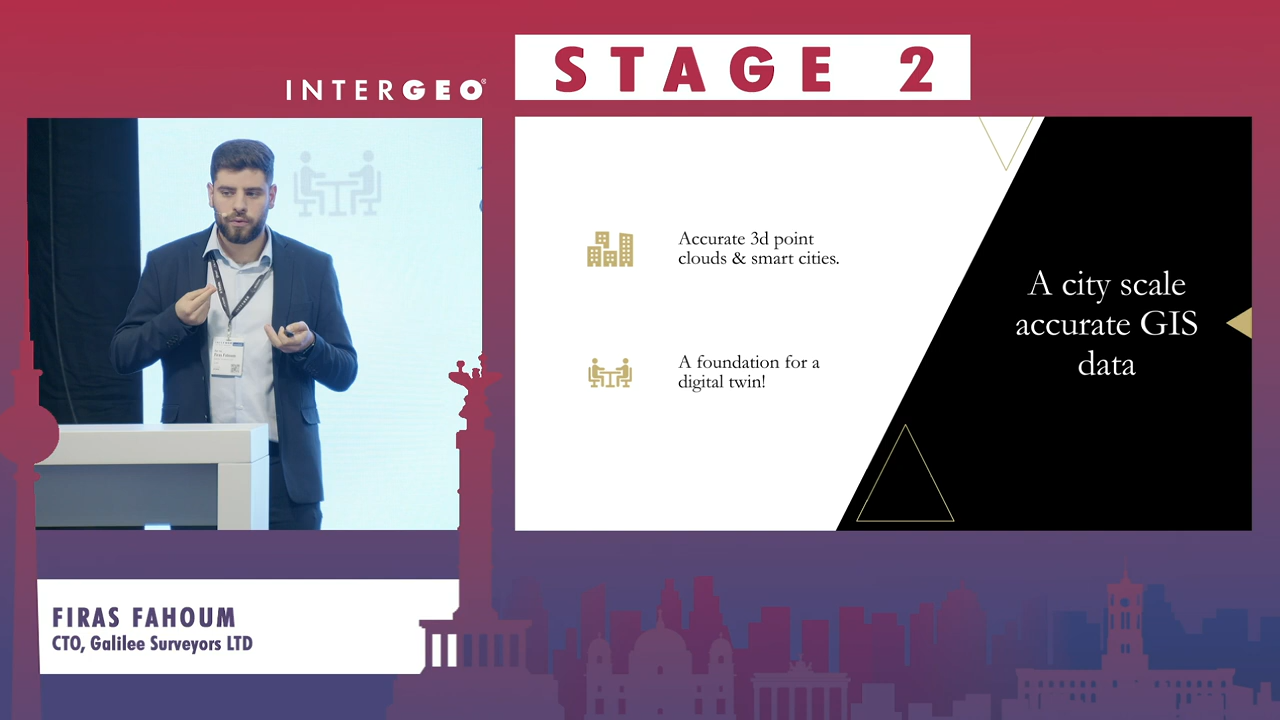 INTERGEO®
STAGE 2
Accurate 3d point
clouds & smart cities.
A foundation for a
digital twin!
A city scale
accurate GIS
data
FIRAS FAHOUM
CTO, Galilee Surveyors LTD